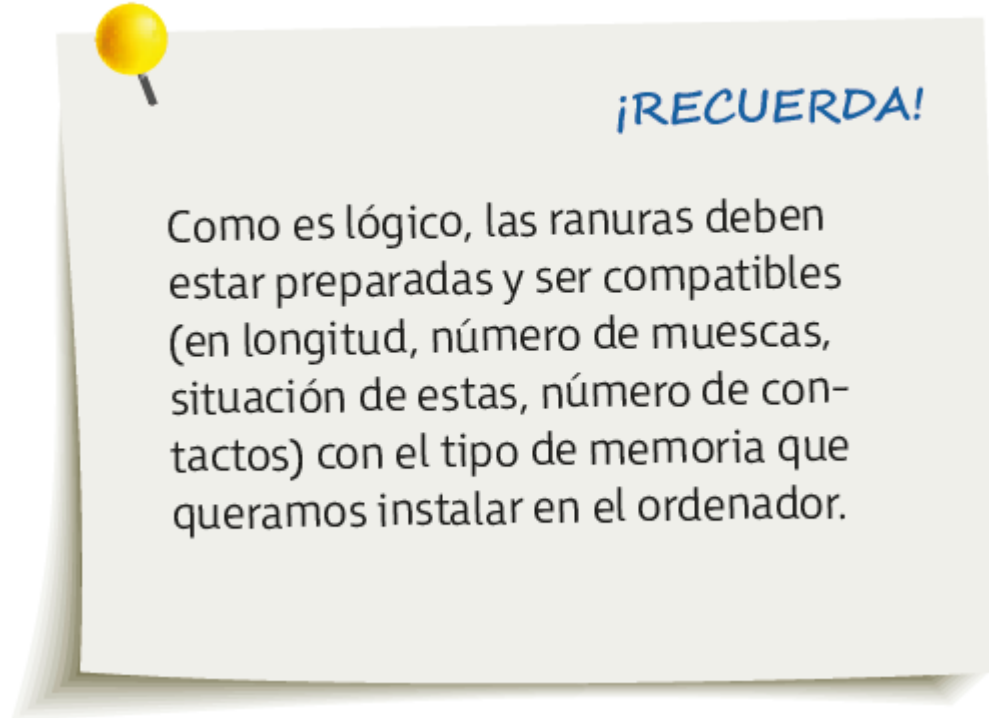 ¡RECUERDA!
Como es lógico, las ranuras deben
estar preparadas y ser compatibles
(en longitud, número de muescas,
situación de estas, número de con-
tactos) con el tipo de memoria que
queramos instalar en el ordenador.